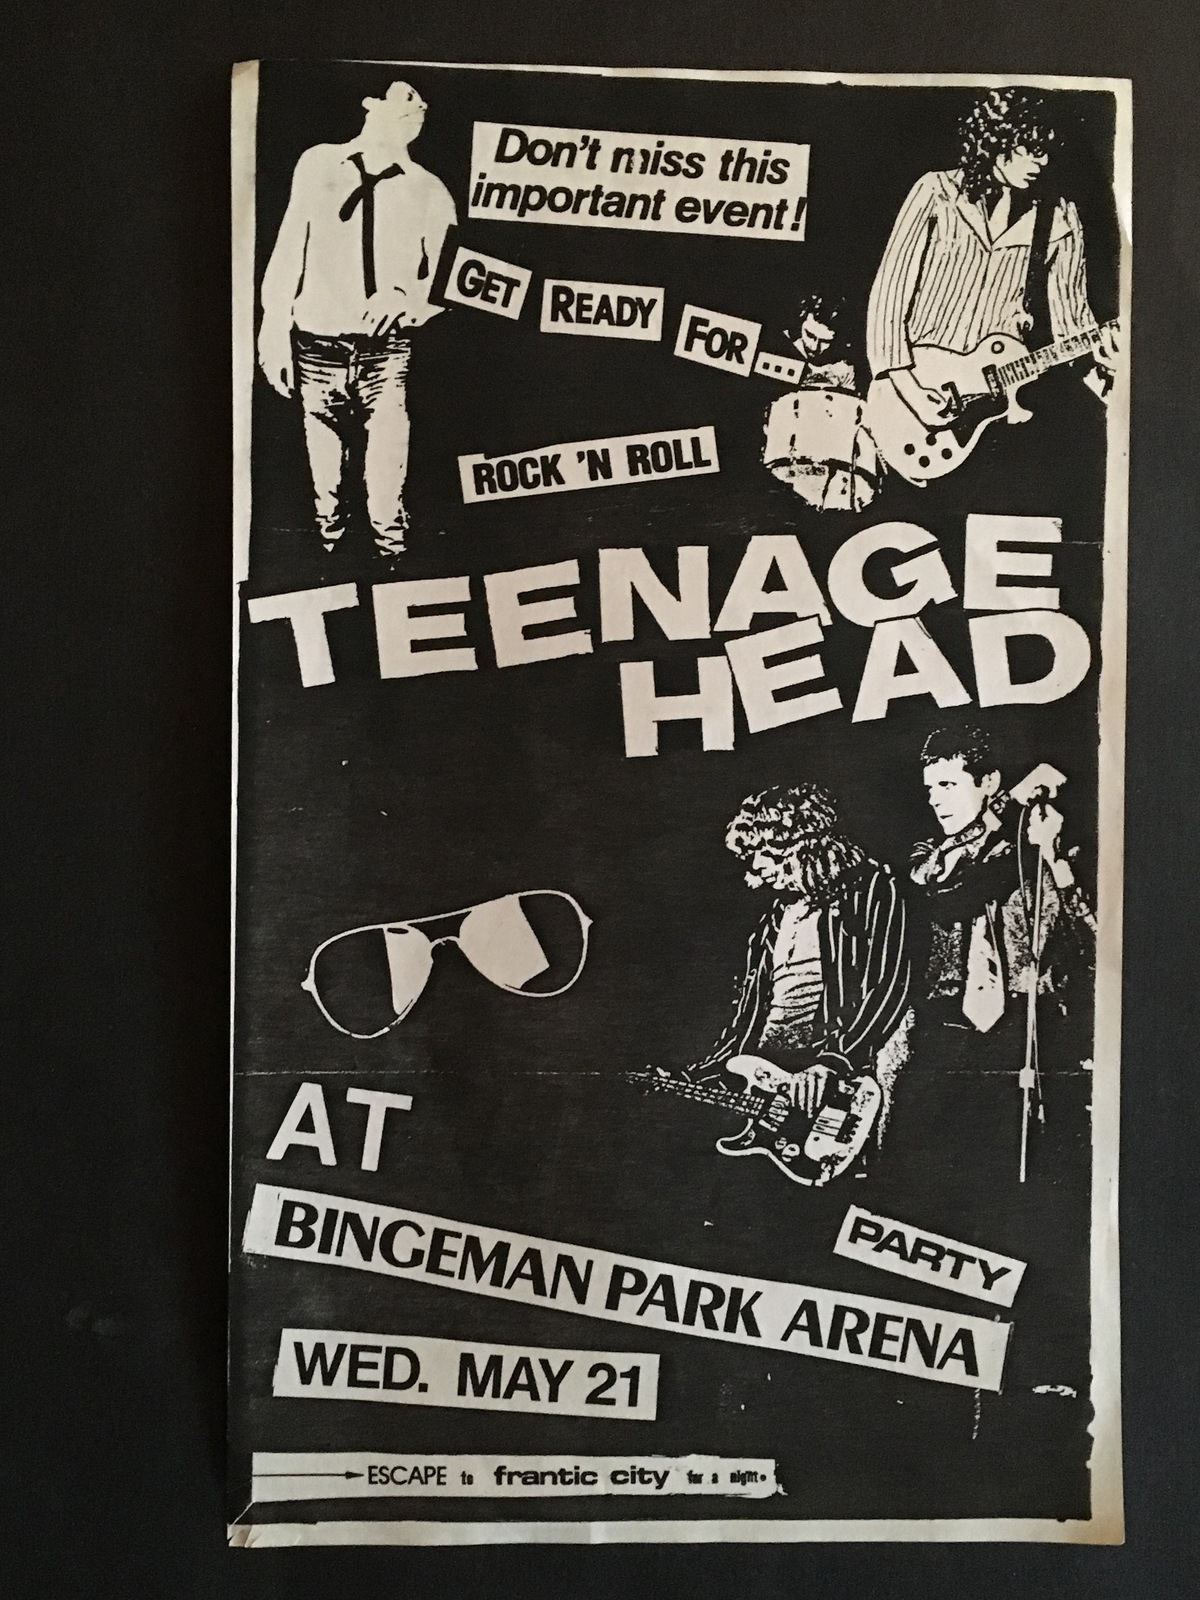 Don't miss this
important event!
GET READY FOR...
ROCK 'N ROLL
TEENAGE
HEAD
AT
PARTY
BINGEMAN PARK ARENA
WED. MAY 21
ESCAPE to frantic city for a night.